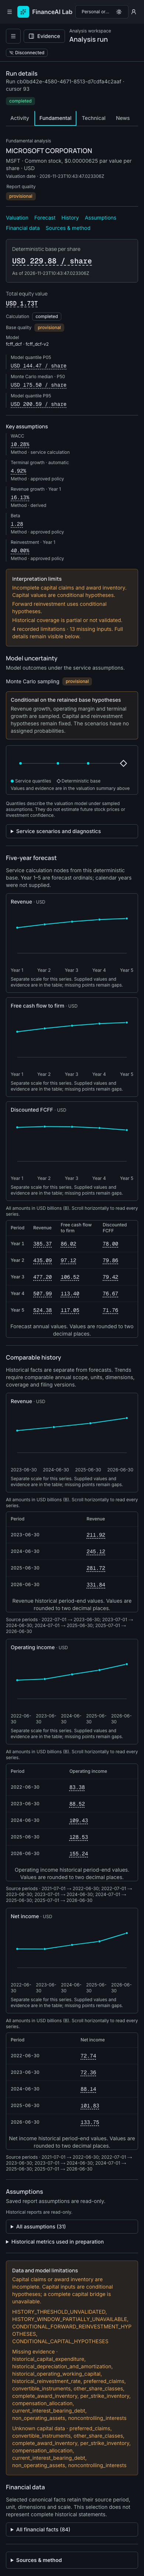 FinanceAI Lab
Personal or...
Evidence
Analysis workspace
Analysis run
Disconnected
Run details
cursor 93
completed
Activity
Fundamental
Technical
News
Fundamental analysis
MICROSOFT CORPORATION
MSFT · Common stock, $0.00000625 par value per share · USD
Report quality
provisional
Valuation
Forecast
History
Assumptions
Financial data
Sources & method
Deterministic base per share
USD 229.88 / share
Total equity value
USD 1.73T
Calculation
completed
Base quality
provisional
Model
fcff_dcf · fcff_dcf-v2
Model quantile P05
USD 144.47 / share
Monte Carlo median · P50
USD 175.50 / share
Model quantile P95
USD 208.59 / share
Key assumptions
WACC
10.28%
Method · service calculation
Terminal growth · automatic
4.92%
Method · approved policy
Revenue growth · Year 1
16.13%
Method · derived
Beta
1.26
Method · approved policy
Reinvestment · Year 1
40.00%
Method · approved policy
Interpretation limits
Incomplete capital claims and award inventory.
Capital values are conditional hypotheses.
Forward reinvestment uses conditional
hypotheses.
Historical coverage is partial or not validated.
4 recorded limitations · 13 missing inputs. Full
details remain visible below.
Model uncertainty
Model outcomes under the service assumptions.
Monte Carlo sampling
provisional
Conditional on the retained base hypotheses
Revenue growth, operating margin and terminal
growth are sampled. Capital and reinvestment
hypotheses remain fixed. The scenarios have no
assigned probabilities.
Service quantiles
Deterministic base
Values and evidence are in the valuation summary above
Quantiles describe the valuation model under sampled
assumptions. They do not estimate future stock prices or
investment confidence.
Service scenarios and diagnostics
Five-year forecast
Service calculation nodes from this deterministic
base. Year 1–5 are forecast ordinals; calendar years
were not supplied.
Revenue · USD
Year 1
Year 2
Year 3
Year 4
Year 5
Separate scale for this series. Supplied values and
evidence are in the table; missing points remain gaps.
Free cash flow to firm · USD
Year 1
Year 2
Year 3
Year 4
Year 5
Separate scale for this series. Supplied values and
evidence are in the table; missing points remain gaps.
Discounted FCFF · USD
Year 1
Year 2
Year 3
Year 4
Year 5
Separate scale for this series. Supplied values and
evidence are in the table; missing points remain gaps.
All amounts in USD billions (B). Scroll horizontally to read every
series.
Period
Revenue
Free cash flow to firm
Discounted FCFF
Year 1
385.37
86.02
78.00
Year 2
435.09
97.12
79.86
Year 3
477.20
106.52
79.42
Year 4
507.99
113.40
76.67
Year 5
524.38
117.05
71.76
Forecast annual values. Values are rounded to two
decimal places.
Comparable history
Historical facts are separate from forecasts. Trends
require comparable annual scope, units, dimensions,
coverage and filing versions.
Revenue · USD
2023-06-30
2024-06-30
2025-06-30
2026-06-30
Separate scale for this series. Supplied values and
evidence are in the table; missing points remain gaps.
All amounts in USD billions (B). Scroll horizontally to read every
series.
Period
Revenue
2023-06-30
211.92
2024-06-30
245.12
2025-06-30
281.72
2026-06-30
331.84
Revenue historical period-end values. Values
are rounded to two decimal places.
Source periods · 2022-07-01 → 2023-06-30; 2023-07-01 →
2024-06-30; 2024-07-01 → 2025-06-30; 2025-07-01 →
2026-06-30
Operating income · USD
2022-06-30
2023-06-30
2024-06-30
2025-06-30
2026-06-30
Separate scale for this series. Supplied values and
evidence are in the table; missing points remain gaps.
All amounts in USD billions (B). Scroll horizontally to read every
series.
Period
Operating income
2022-06-30
83.38
2023-06-30
88.52
2024-06-30
109.43
2025-06-30
128.53
2026-06-30
155.24
Operating income historical period-end values.
Values are rounded to two decimal places.
Source periods · 2021-07-01 → 2022-06-30; 2022-07-01 →
2023-06-30; 2023-07-01 → 2024-06-30; 2024-07-01 →
2025-06-30; 2025-07-01 → 2026-06-30
Net income · USD
2022-06-30
2023-06-30
2024-06-30
2025-06-30
2026-06-30
Separate scale for this series. Supplied values and
evidence are in the table; missing points remain gaps.
All amounts in USD billions (B). Scroll horizontally to read every
series.
Period
Net income
2022-06-30
72.74
2023-06-30
72.36
2024-06-30
88.14
2025-06-30
101.83
2026-06-30
133.75
Net income historical period-end values. Values
are rounded to two decimal places.
Source periods · 2021-07-01 → 2022-06-30; 2022-07-01 →
2023-06-30; 2023-07-01 → 2024-06-30; 2024-07-01 →
2025-06-30; 2025-07-01 → 2026-06-30
Assumptions
Saved report assumptions are read-only.
Historical reports are read-only
All assumptions (31)
Historical metrics used in preparation
Data and model limitations
Capital claims or award inventory are
incomplete. Capital inputs are conditional
hypotheses; a complete capital bridge is
unavailable.
HISTORY_THRESHOLD_UNVALIDATED,
HISTORY_WINDOW_PARTIALLY_UNAVAILABLE,
CONDITIONAL_FORWARD_REINVESTMENT_HYPOTHESES,
CONDITIONAL_CAPITAL_HYPOTHESES
Missing evidence ·
historical_capital_expenditure,
historical_depreciation_and_amortization,
historical_operating_working_capital,
historical_reinvestment_rate, preferred_claims,
convertible_instruments, other_share_classes,
complete_award_inventory, per_strike_inventory,
compensation_allocation,
current_interest_bearing_debt,
non_operating_assets, noncontrolling_interests
Unknown capital data · preferred_claims,
convertible_instruments, other_share_classes,
complete_award_inventory, per_strike_inventory,
compensation_allocation,
current_interest_bearing_debt,
non_operating_assets, noncontrolling_interests
Financial data
Selected canonical facts retain their source period,
unit, dimensions and scale. This selection does not
represent complete historical statements.
All financial facts (84)
Sources & method